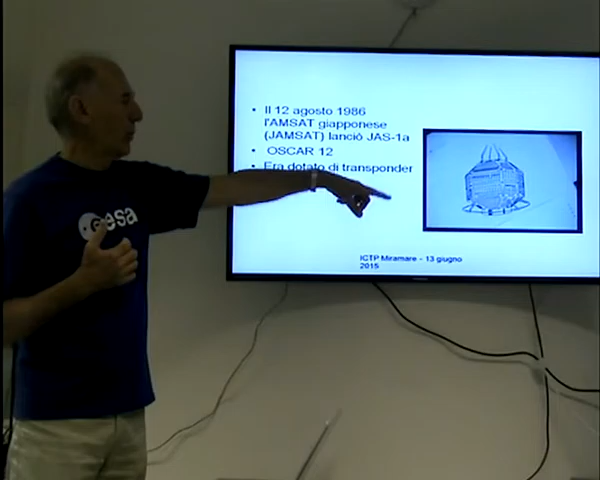 esa
• Il 12 agosto 1986
l'AMSAT giapponese
(JAMSAT) lanciò JAS-1a
• OSCAR 12
• Era dotato di transponder
ICTP Miramare - 13 giugno
2015